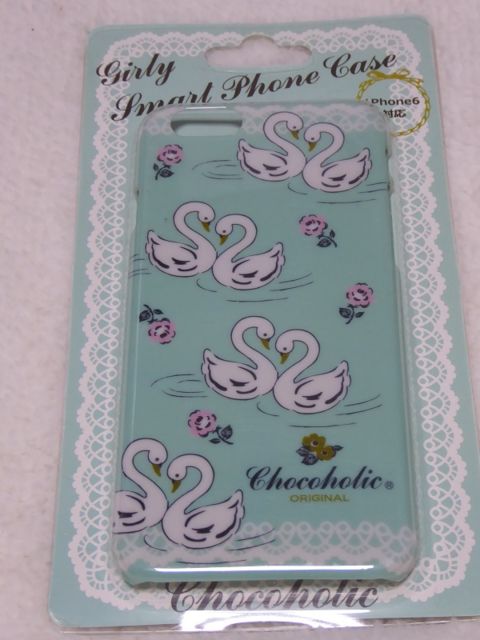 Girly
Smart Phone Case
iPhone6
対応
Chocoholic®
ORIGINAL
Chocoholic